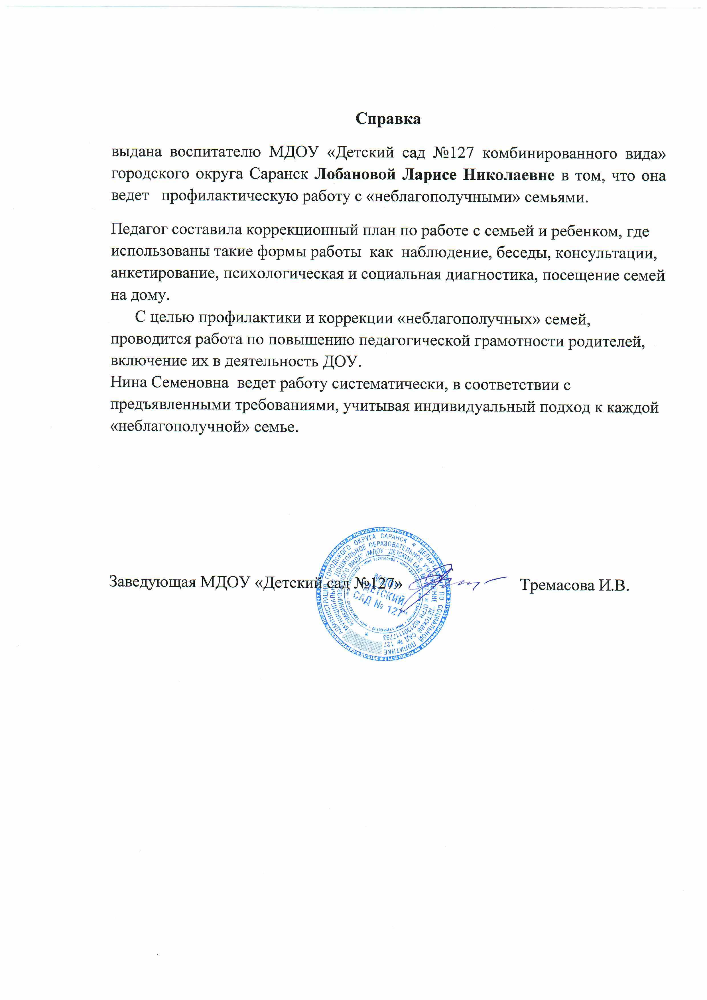 Справка
выдана воспитателю МДОУ «Детский сад №127 комбинированного вида»
городского округа Саранск Лобановой Ларисе Николаевне в том, что она
ведет профилактическую работу с «неблагополучными» семьями.
Педагог составила коррекционный план по работе с семьей и ребенком, где
использованы такие формы работы как наблюдение, беседы, консультации,
анкетирование, психологическая и социальная диагностика, посещение семей
на дому.
С целью профилактики и коррекции «неблагополучных» семей,
проводится работа по повышению педагогической грамотности родителей,
включение их в деятельность ДОУ.
Нина Семеновна ведет работу систематически, в соответствии с
предъявленными требованиями, учитывая индивидуальный подход к каждой
«неблагополучной» семье.
Заведующая МДОУ «Детский сад №127» Тремасова И.В.
АДМИНИСТРАЦИЯ ГОРОДСКОГО ОКРУГА САРАНСК * ДЕПАРТАМЕНТ ПО СОЦИАЛЬНОЙ ПОЛИТИКЕ
МУНИЦИПАЛЬНОЕ ДОШКОЛЬНОЕ ОБРАЗОВАТЕЛЬНОЕ УЧРЕЖДЕНИЕ "ДЕТСКИЙ САД № 127
КОМБИНИРОВАННОГО ВИДА" (МДОУ "ДЕТСКИЙ САД № 127") * ОГРН 1021301117793
ИНН 1328160102
МДОУ
"ДЕТСКИЙ
САД № 127"